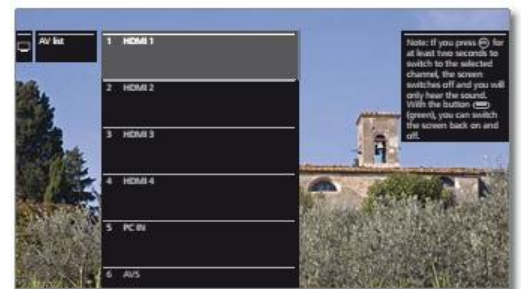 AV list
1 HDMI 1
2 HDMI 2
3 HDMI 3
4 HDMI 4
5 PC IN
6 AVS
Note: If you press for
at least two seconds to
switch to the selected
channel, the screen
switches off and you will
only hear the sound.
With the button
(green), you can switch
the screen back on and
off.